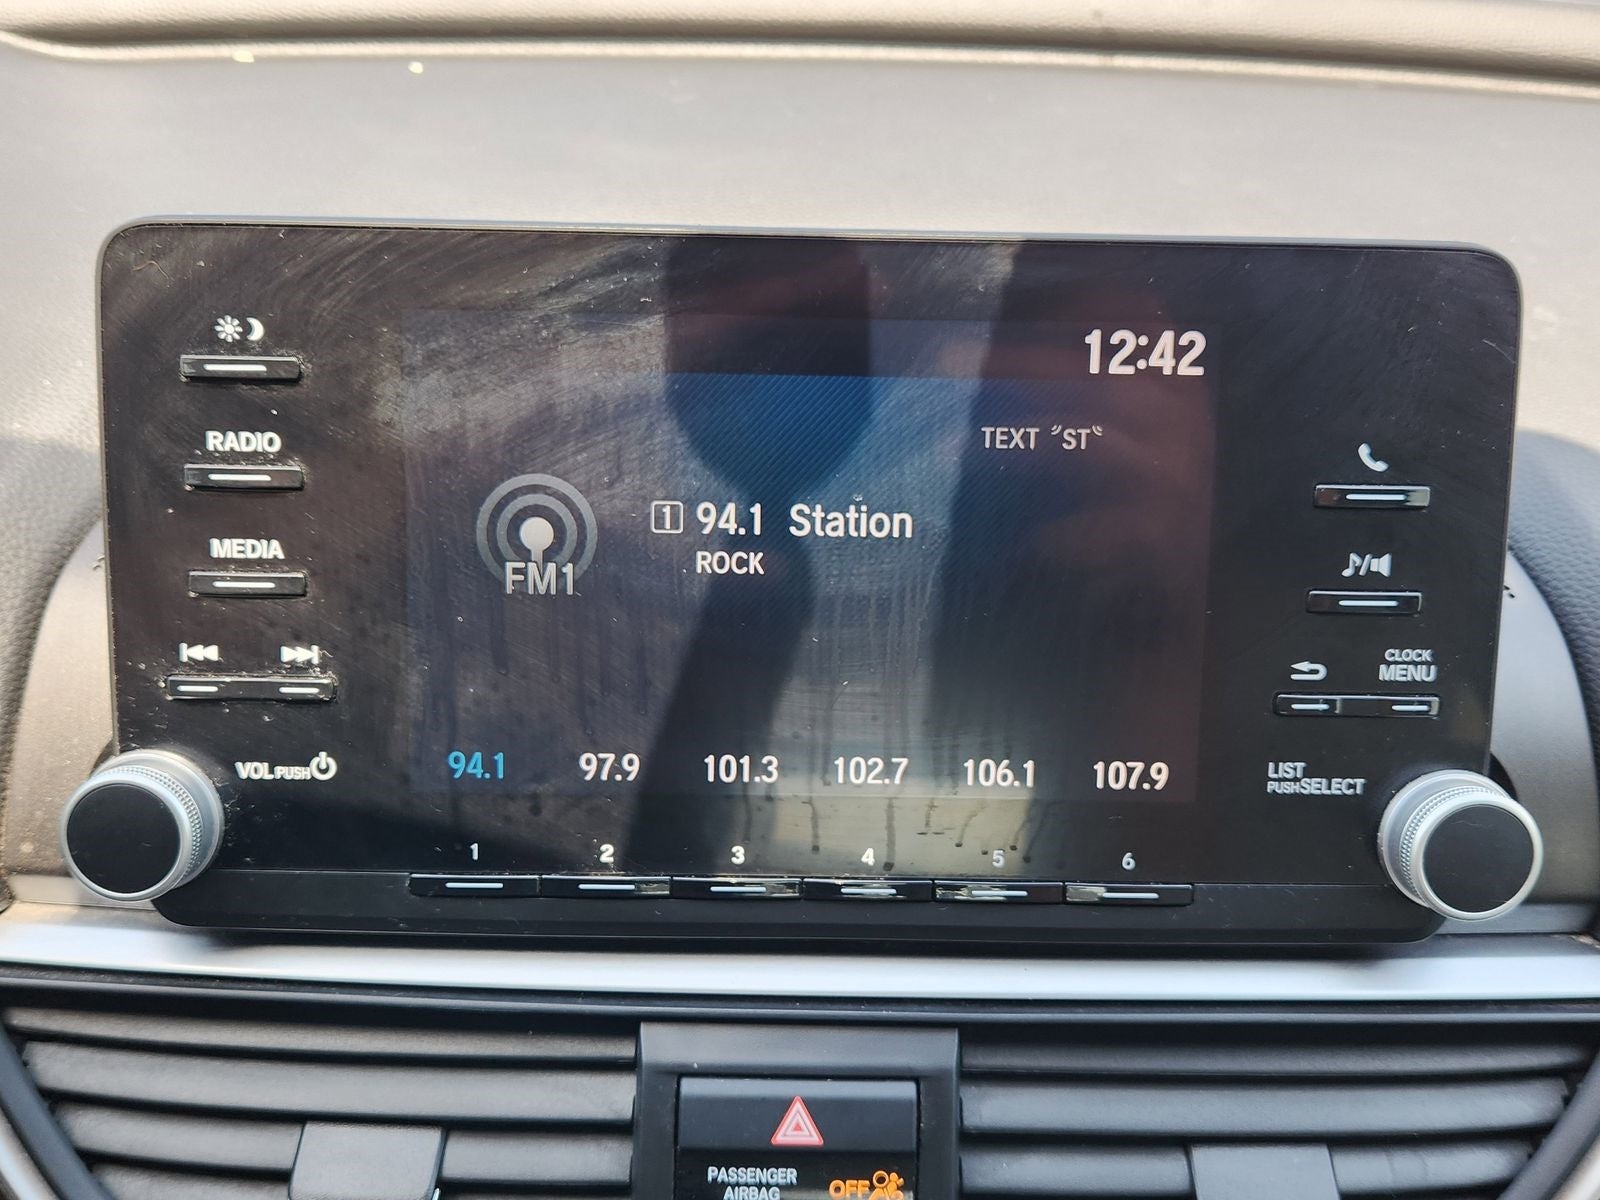 12:42
TEXT "ST"
RADIO
MEDIA
FM1
1 94.1 Station
ROCK
CLOCK
MENU
VOL PUSH
94.1 97.9 101.3 102.7 106.1 107.9
LIST
PUSH SELECT
1 2 3 4 5 6
PASSENGER
AIRBAG OFF